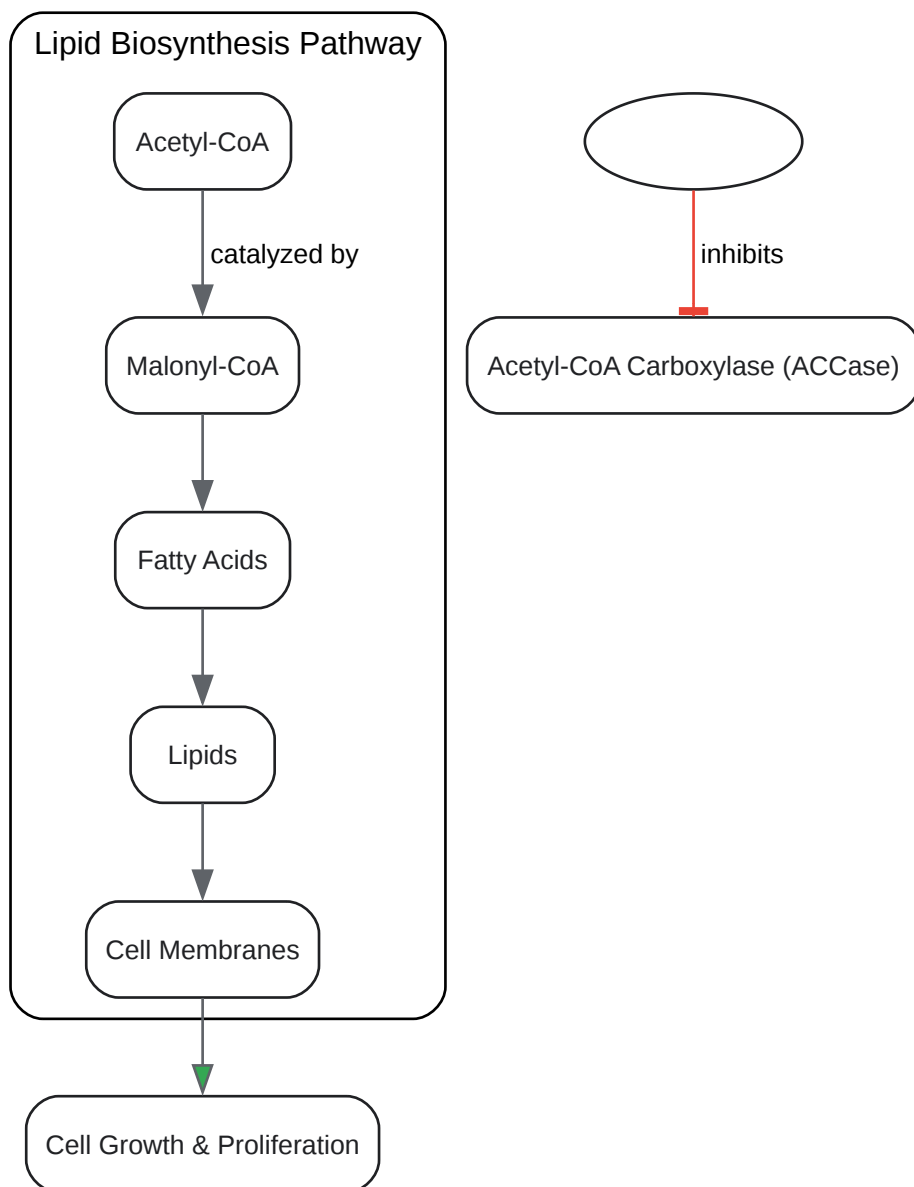 Lipid Biosynthesis Pathway
Acetyl-CoA
catalyzed by
inhibits
Malonyl-CoA
Acetyl-CoA Carboxylase (ACCase)
Fatty Acids
Lipids
Cell Membranes
Cell Growth & Proliferation